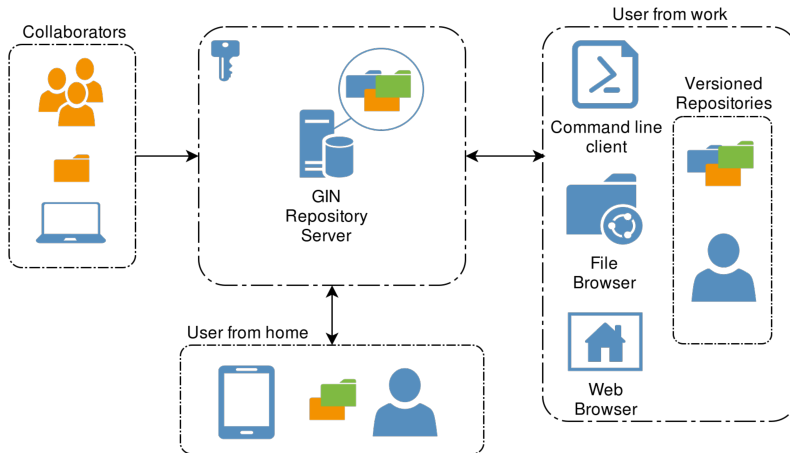 Collaborators
User from work
Versioned
Repositories
Command line
client
GIN
Repository
Server
File
Browser
User from home
Web
Browser